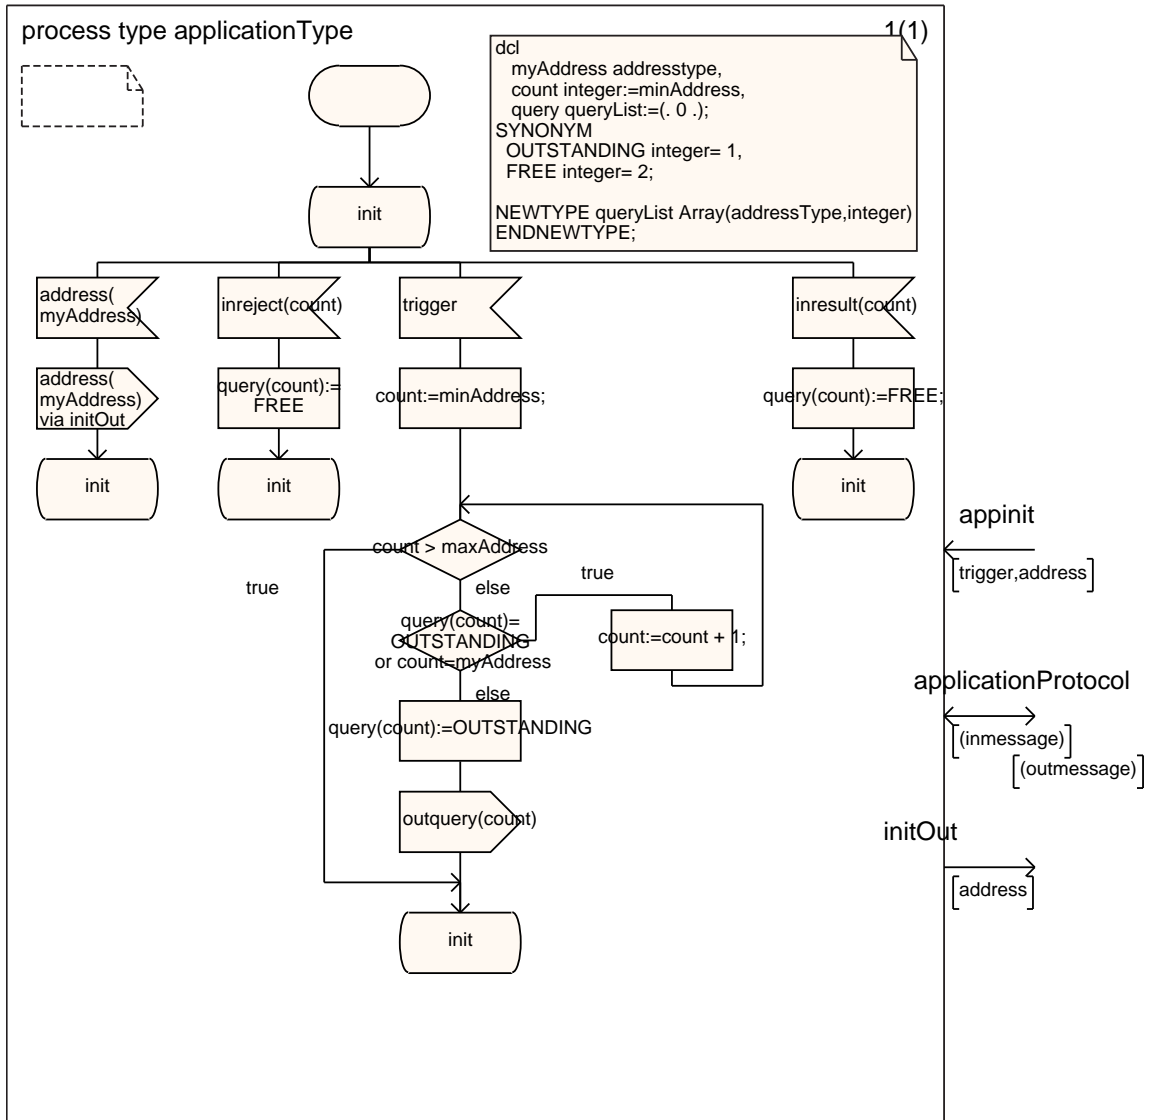 process type applicationType
1(1)
dcl
myAddress addresstype,
count integer:=minAddress,
query queryList:=(. 0 .);
SYNONYM
OUTSTANDING integer= 1,
FREE integer= 2;
NEWTYPE queryList Array(addressType,integer)
ENDNEWTYPE;
init
address(
myAddress)
inreject(count)
trigger
inresult(count)
address(
myAddress)
via initOut
query(count):=
FREE
count:=minAddress;
query(count):=FREE;
init
init
init
count > maxAddress
true
else
true
query(count)=
OUTSTANDING
or count=myAddress
count:=count + 1;
else
query(count):=OUTSTANDING
outquery(count)
init
appinit
[trigger,address]
applicationProtocol
[(inmessage)]
[(outmessage)]
initOut
[address]